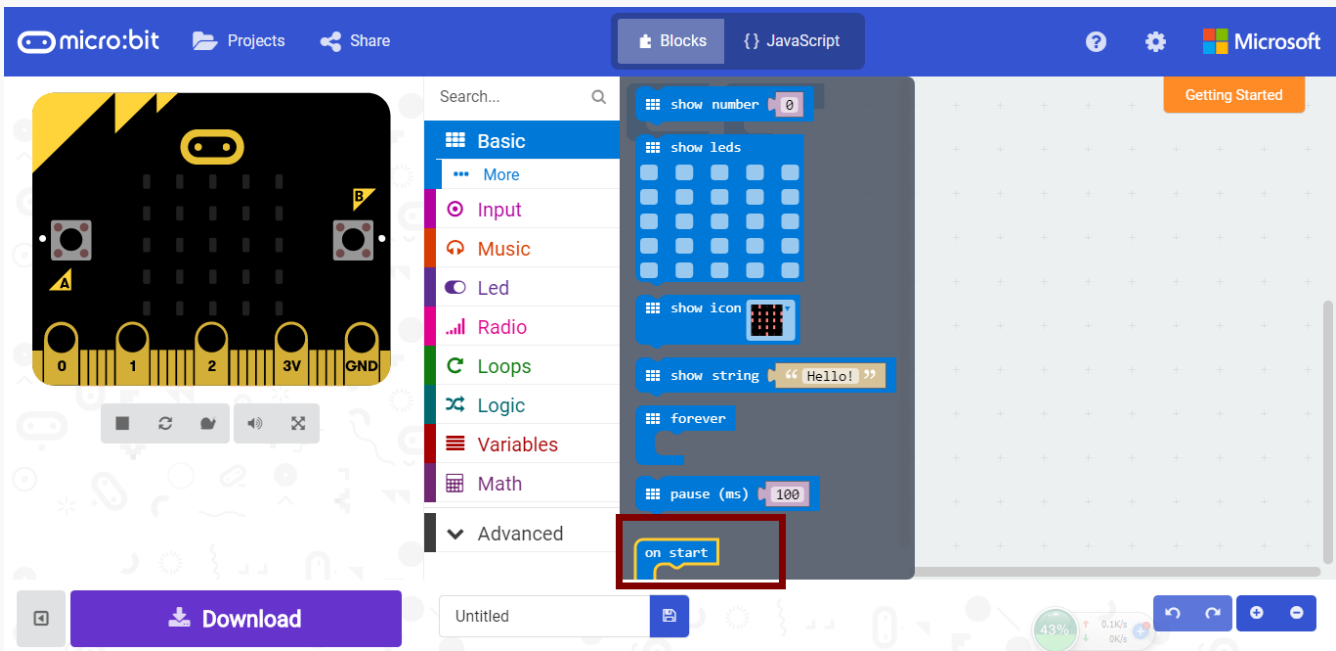 micro:bit Projects Share Blocks {} JavaScript ? Microsoft
Getting Started
Search...
Basic
More
Input
Music
Led
Radio
Loops
Logic
Variables
Math
Advanced
show number 0
show leds
show icon
show string “ Hello! ”
forever
pause (ms) 100
on start
A
B
0 1 2 3V GND
Download
Untitled
43% 0.1K/s
0K/s